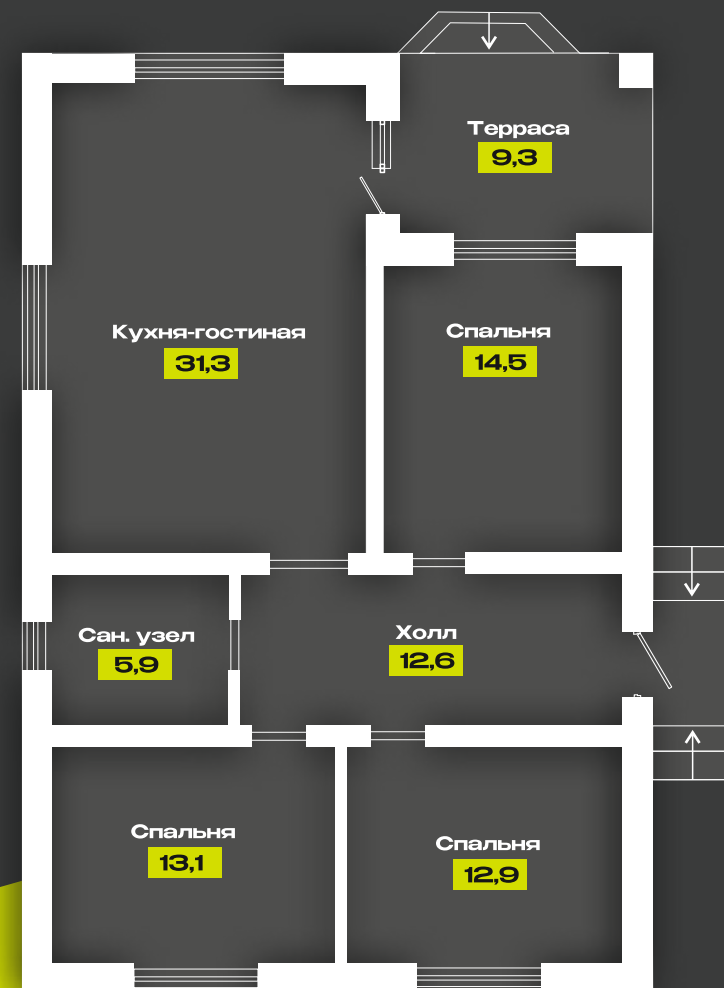 Терраса
9,3
Кухня-гостиная
31,3
Спальня
14,5
Сан. узел
5,9
Холл
12,6
Спальня
13,1
Спальня
12,9